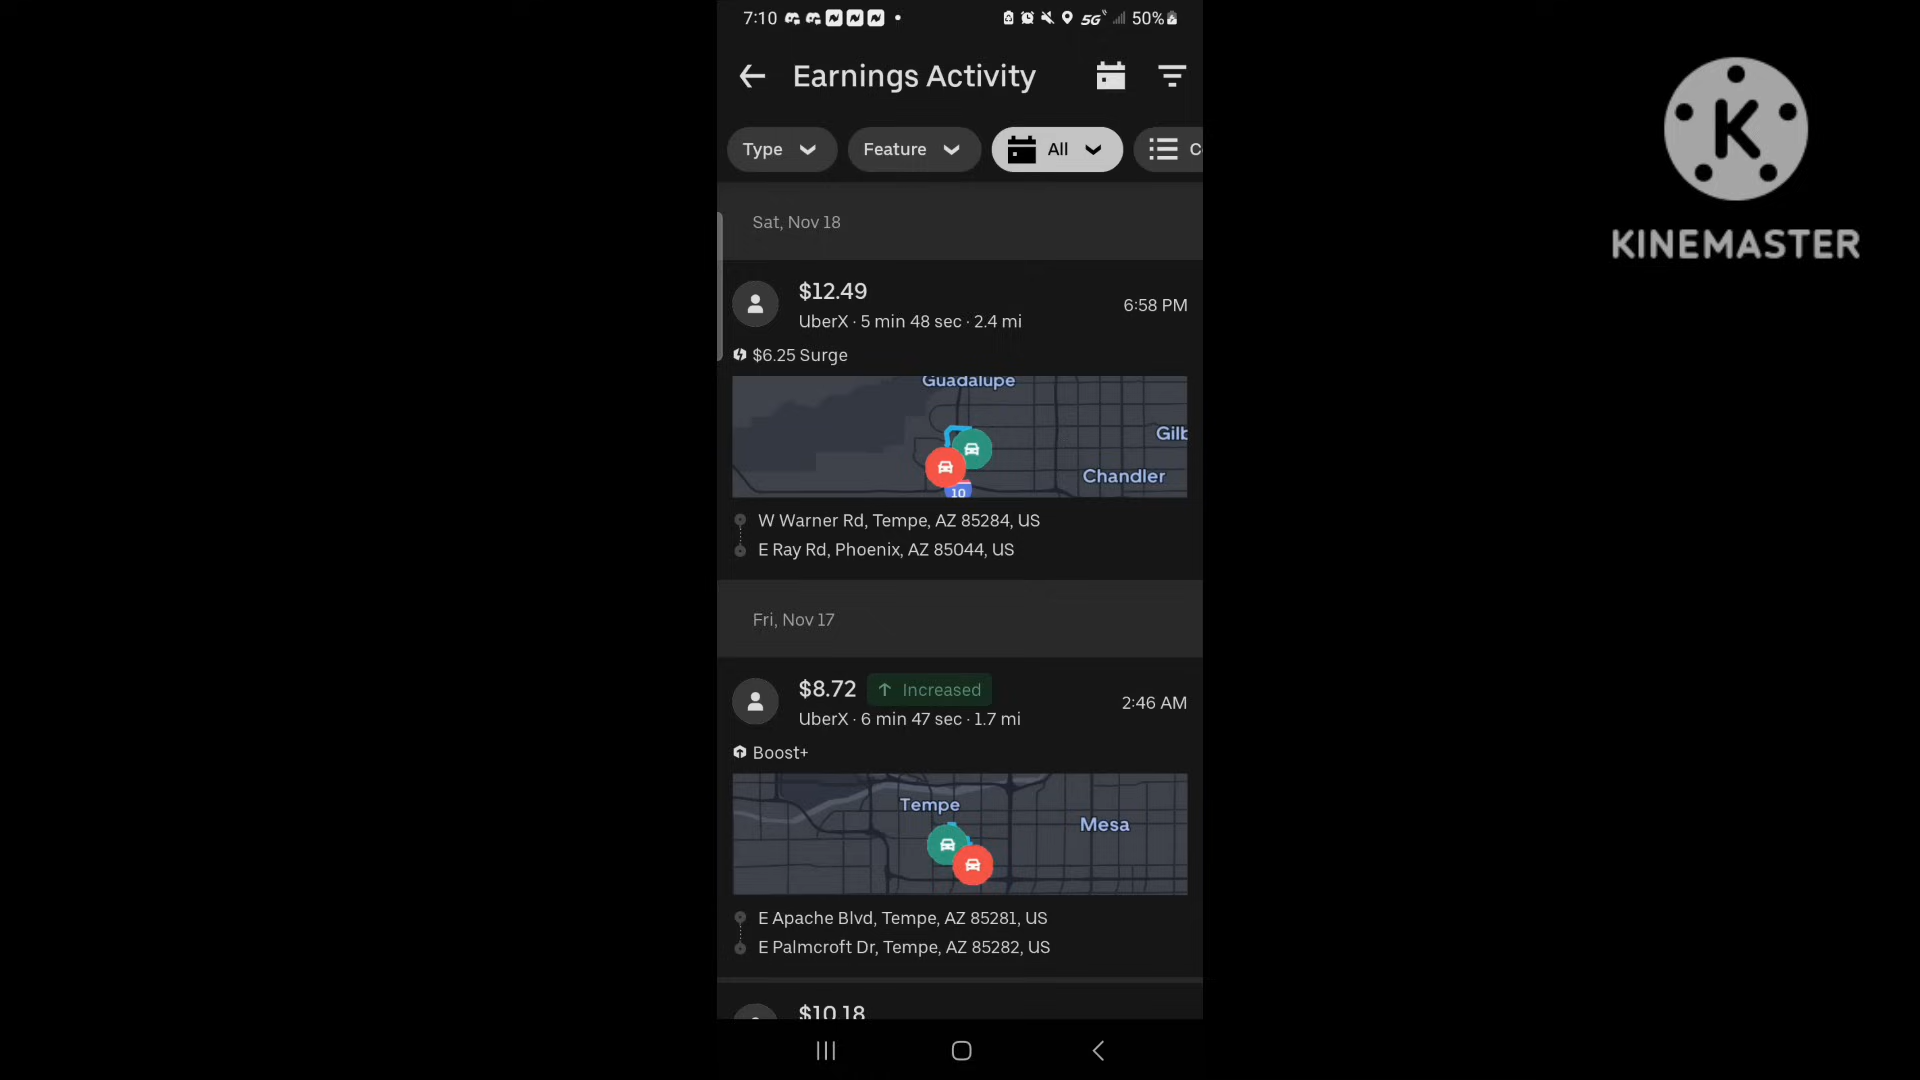 7:10
5G
50%
Earnings Activity
Type
Feature
All
C
Sat, Nov 18
$12.49
UberX · 5 min 48 sec · 2.4 mi
6:58 PM
$6.25 Surge
Guadalupe
Gilb
Chandler
10
W Warner Rd, Tempe, AZ 85284, US
E Ray Rd, Phoenix, AZ 85044, US
Fri, Nov 17
$8.72
Increased
UberX · 6 min 47 sec · 1.7 mi
2:46 AM
Boost+
Tempe
Mesa
E Apache Blvd, Tempe, AZ 85281, US
E Palmcroft Dr, Tempe, AZ 85282, US
$10.18
K
KINEMASTER